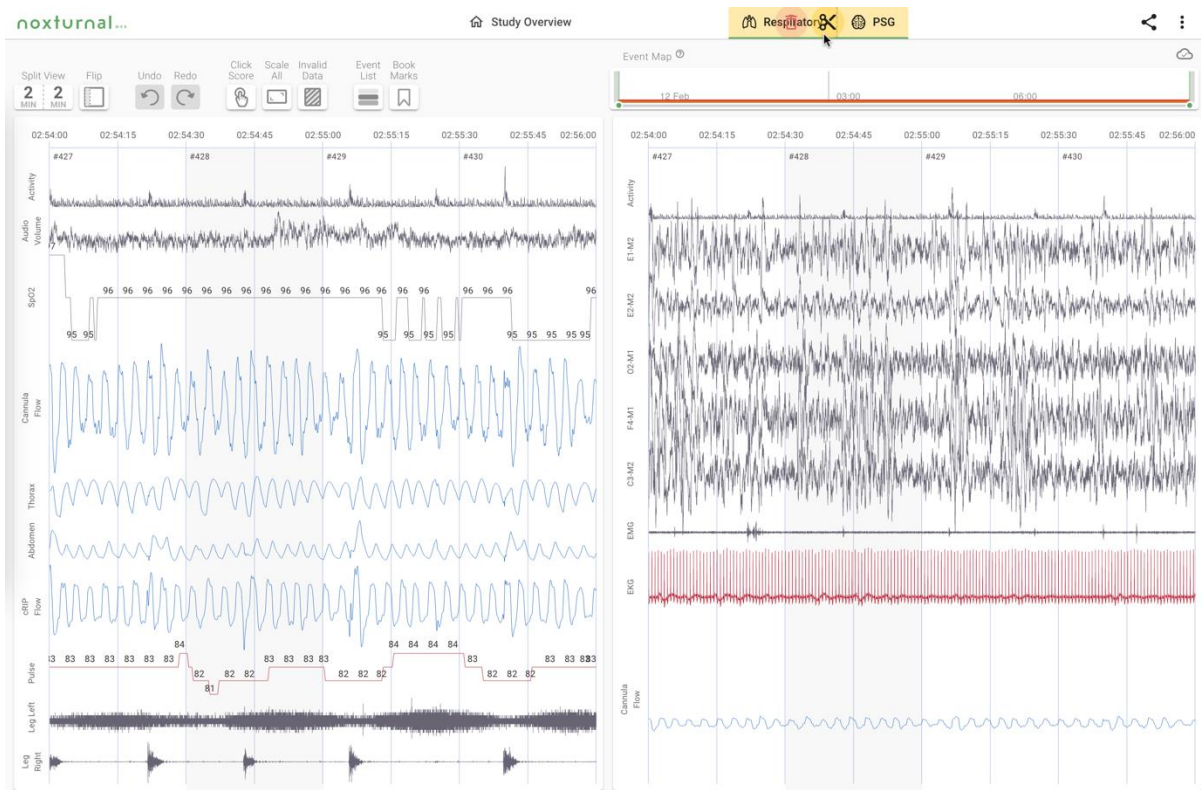 noxturnal...
Study Overview
Respiratory
PSG
Split View
Flip
Undo
Redo
Click
Score
Scale
All
Invalid
Data
Event
List
Book
Marks
2
MIN
2
MIN
Event Map
12 Feb
03:00
06:00
02:54:00 02:54:15 02:54:30 02:54:45 02:55:00 02:55:15 02:55:30 02:55:45 02:56:00
#427 #428 #429 #430
Activity
Audio
Volume
SpO2
96 96 96 96 96 96 96 96 96 96 96 96 96 96 96 96 96 96
95 95 95 95 95 95 95 95 95 95 95
Cannula
Flow
Thorax
Abdomen
cRIP
Flow
Pulse
84 84 84 84 84
83 83 83 83 83 83 83 83 83 83 83 83 83
82 82 82 82 82 82 82 82 82
81
Leg Left
Leg
Right
02:54:00 02:54:15 02:54:30 02:54:45 02:55:00 02:55:15 02:55:30 02:55:45 02:56:00
#427 #428 #429 #430
Activity
E1-M2
E2-M2
O2-M1
F4-M1
C3-M2
EMG
EKG
Cannula
Flow